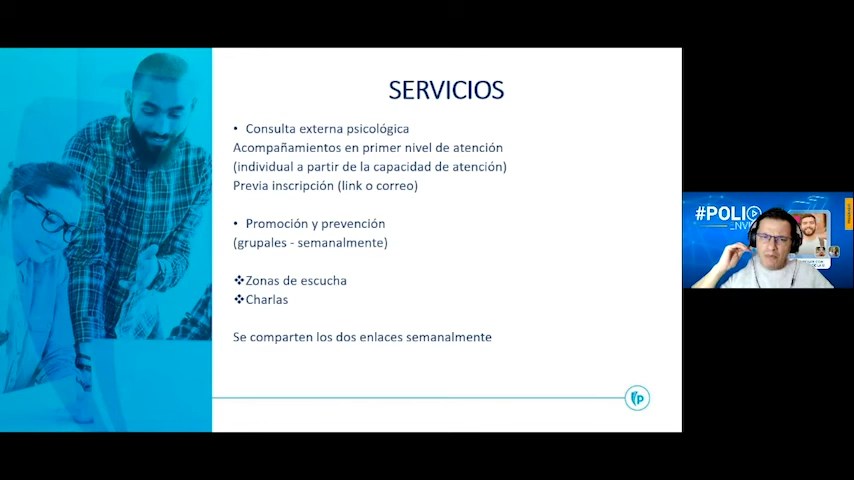 SERVICIOS
• Consulta externa psicológica
Acompañamientos en primer nivel de atención
(individual a partir de la capacidad de atención)
Previa inscripción (link o correo)
• Promoción y prevención
(grupales - semanalmente)
❖Zonas de escucha
❖Charlas
Se comparten los dos enlaces semanalmente
#POLI
ENVI